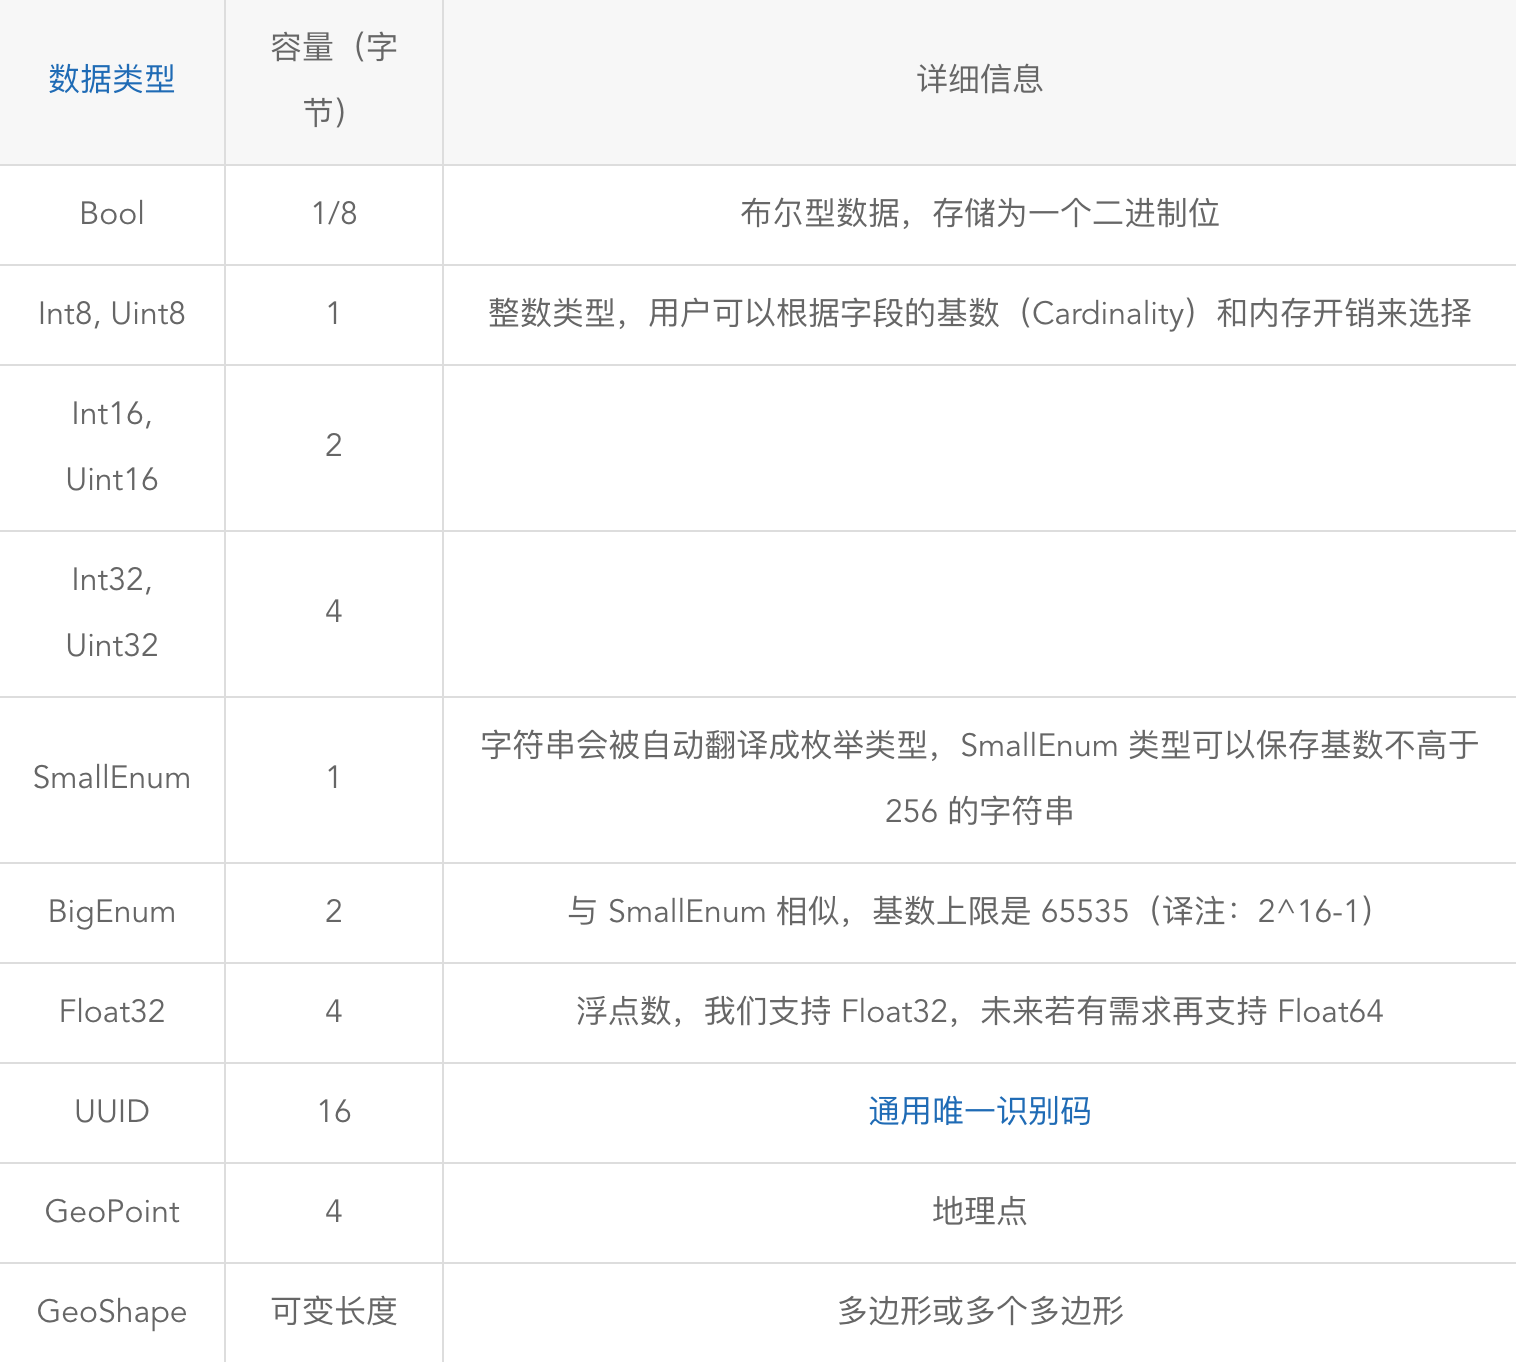 数据类型
容量（字
节）
详细信息
Bool
1/8
布尔型数据，存储为一个二进制位
Int8, Uint8
1
整数类型，用户可以根据字段的基数（Cardinality）和内存开销来选择
Int16,
Uint16
2
Int32,
Uint32
4
SmallEnum
1
字符串会被自动翻译成枚举类型，SmallEnum 类型可以保存基数不高于
256 的字符串
BigEnum
2
与 SmallEnum 相似，基数上限是 65535（译注：2^16-1）
Float32
4
浮点数，我们支持 Float32，未来若有需求再支持 Float64
UUID
16
通用唯一识别码
GeoPoint
4
地理点
GeoShape
可变长度
多边形或多个多边形